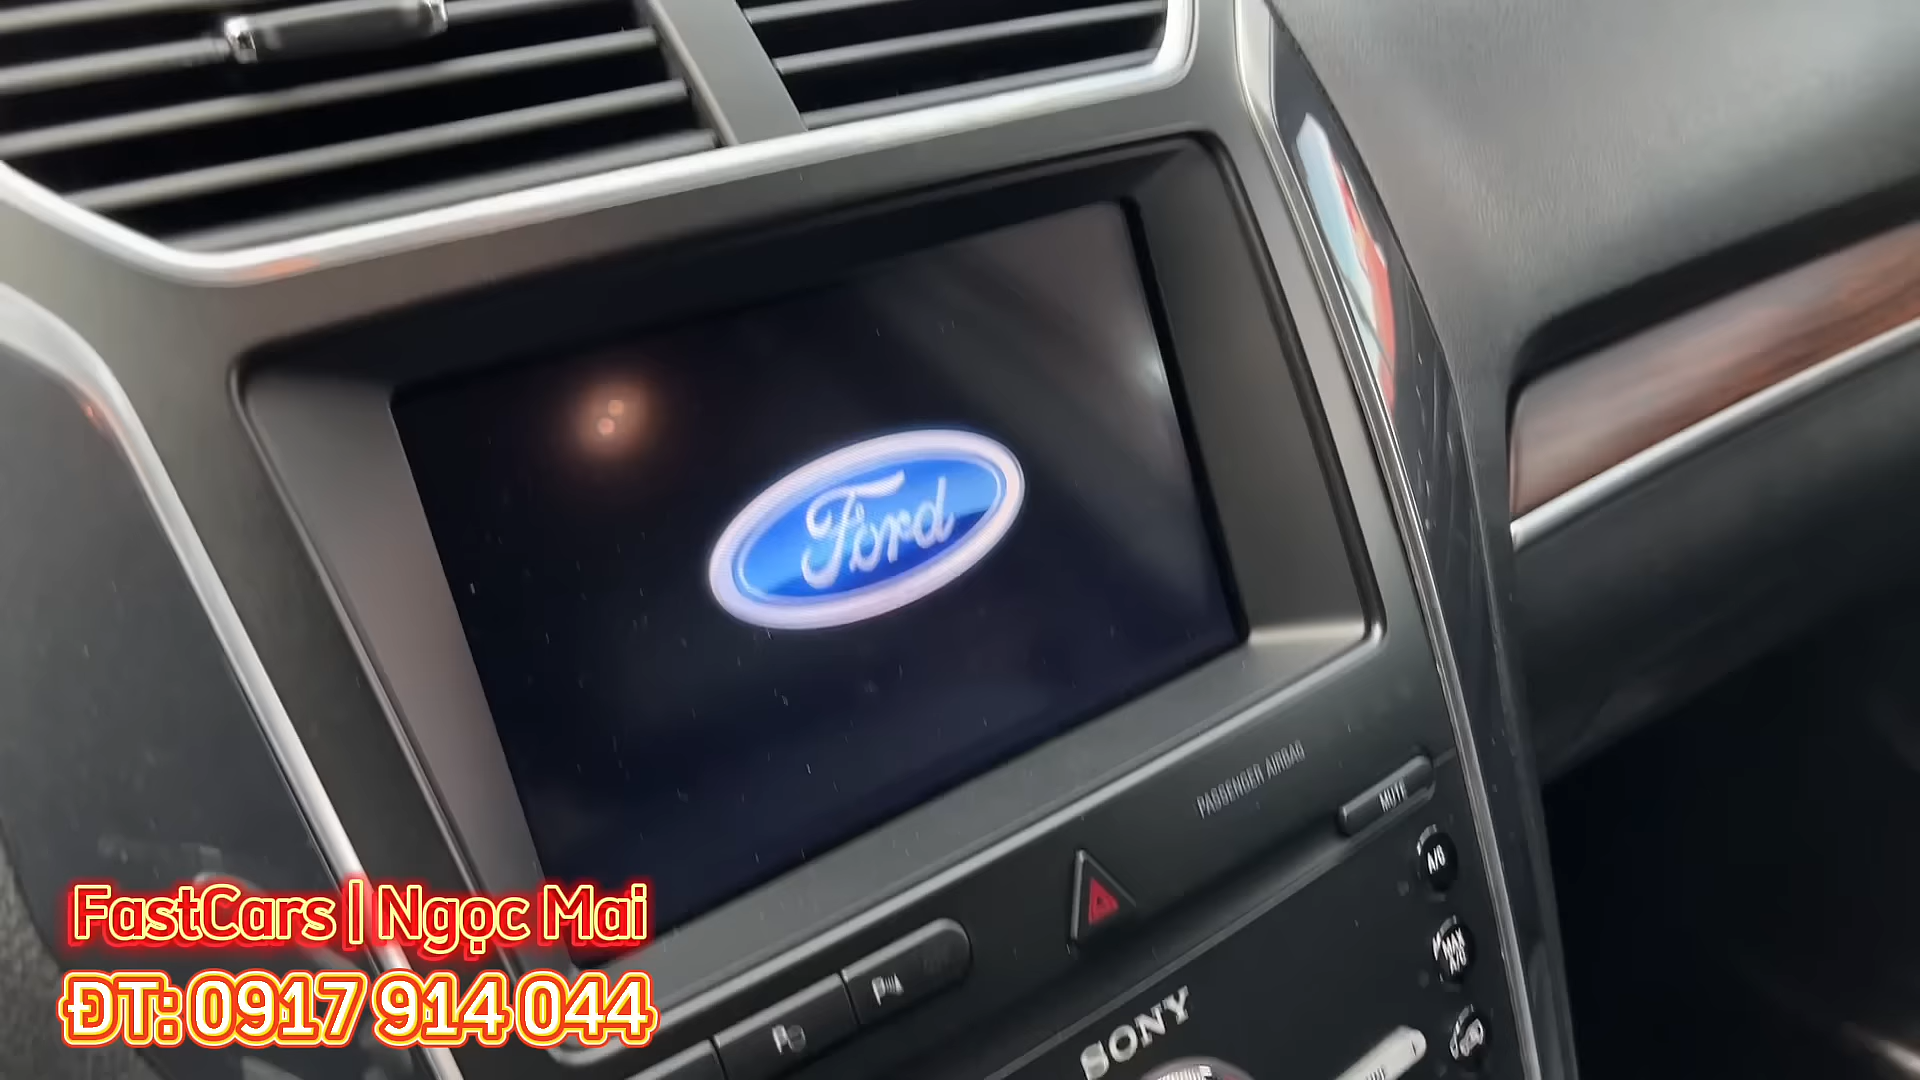 Ford
PASSENGER AIRBAG
MUTE
A/C
MAX
A/C
SONY
FastCars | Ngọc Mai
ĐT: 0917 914 044